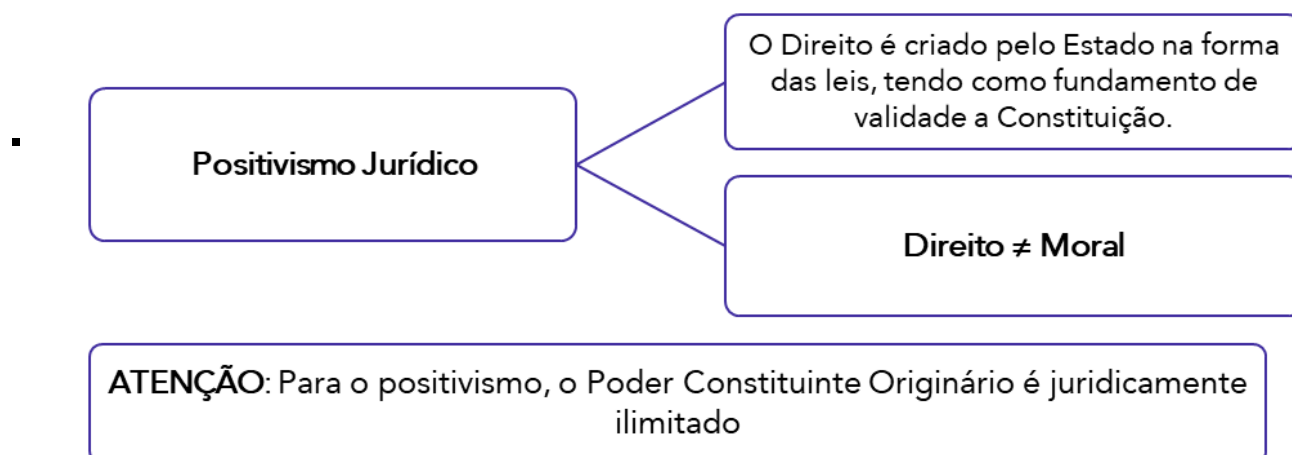 O Direito é criado pelo Estado na forma
das leis, tendo como fundamento de
validade a Constituição.
Positivismo Jurídico
Direito ≠ Moral
ATENÇÃO: Para o positivismo, o Poder Constituinte Originário é juridicamente
ilimitado